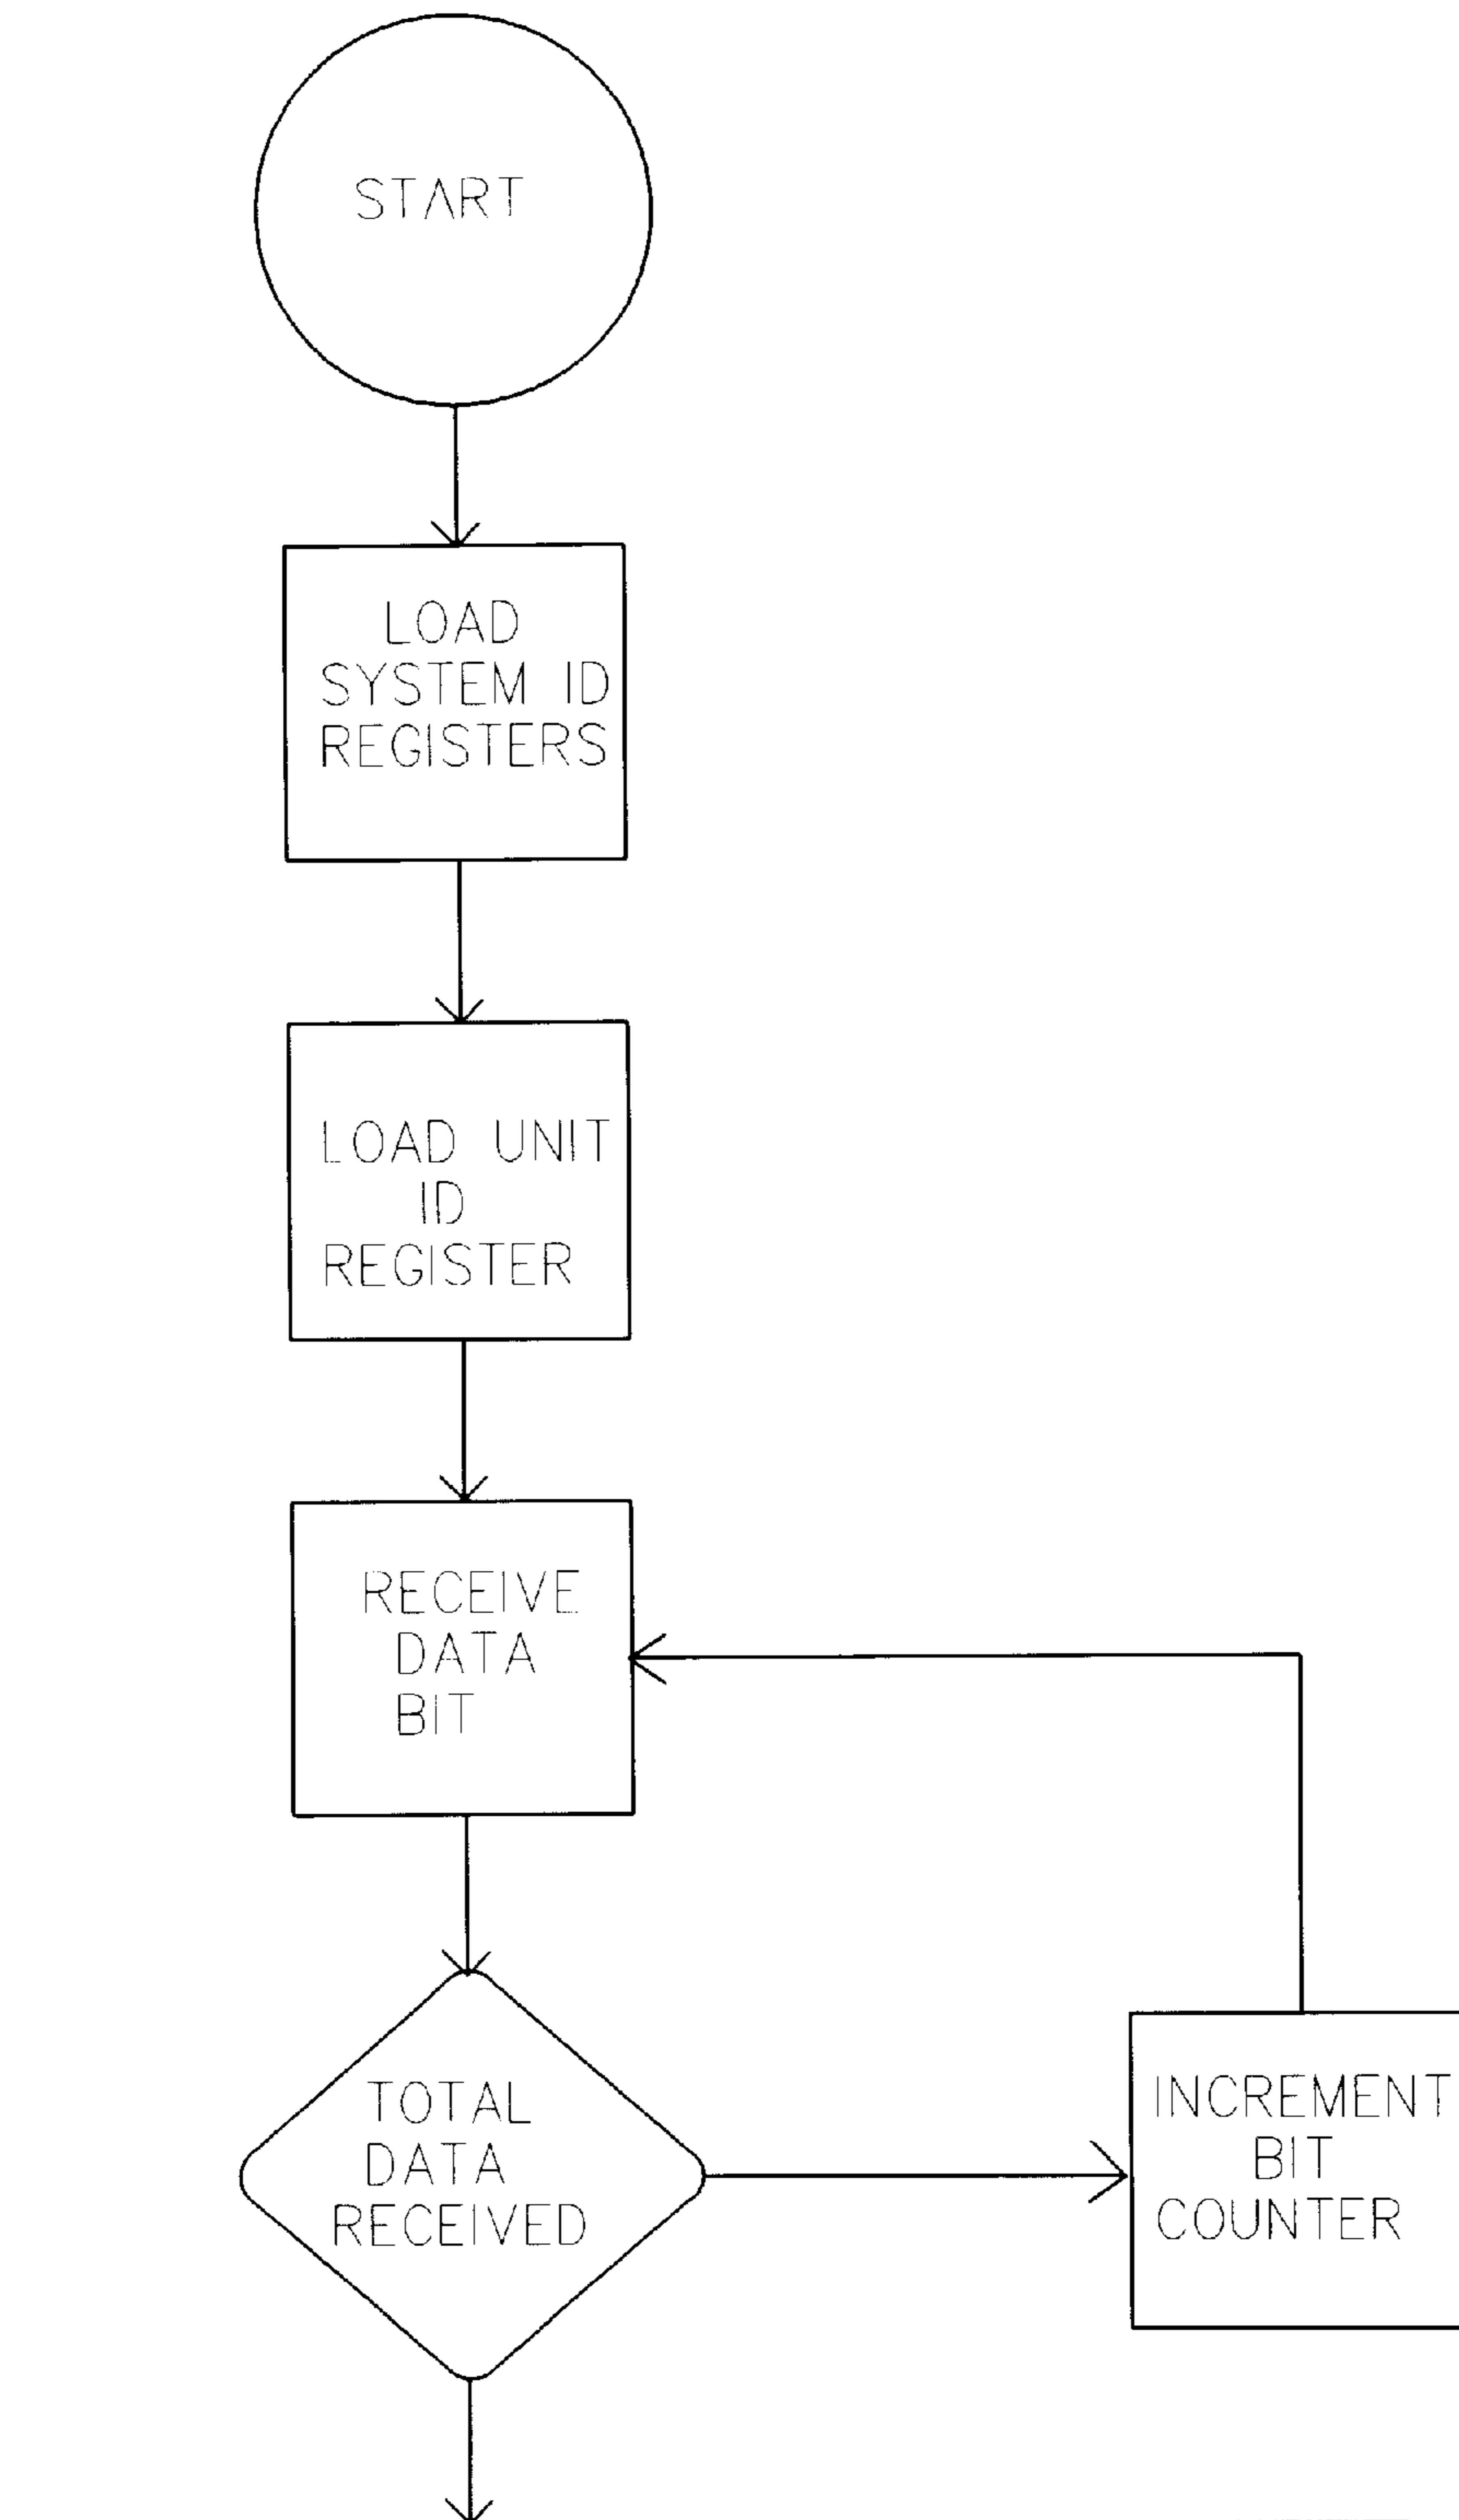 START
LOAD
SYSTEM ID
REGISTERS
LOAD UNIT
ID
REGISTER
RECEIVE
DATA
BIT
TOTAL
DATA
RECEIVED
INCREMENT
BIT
COUNTER